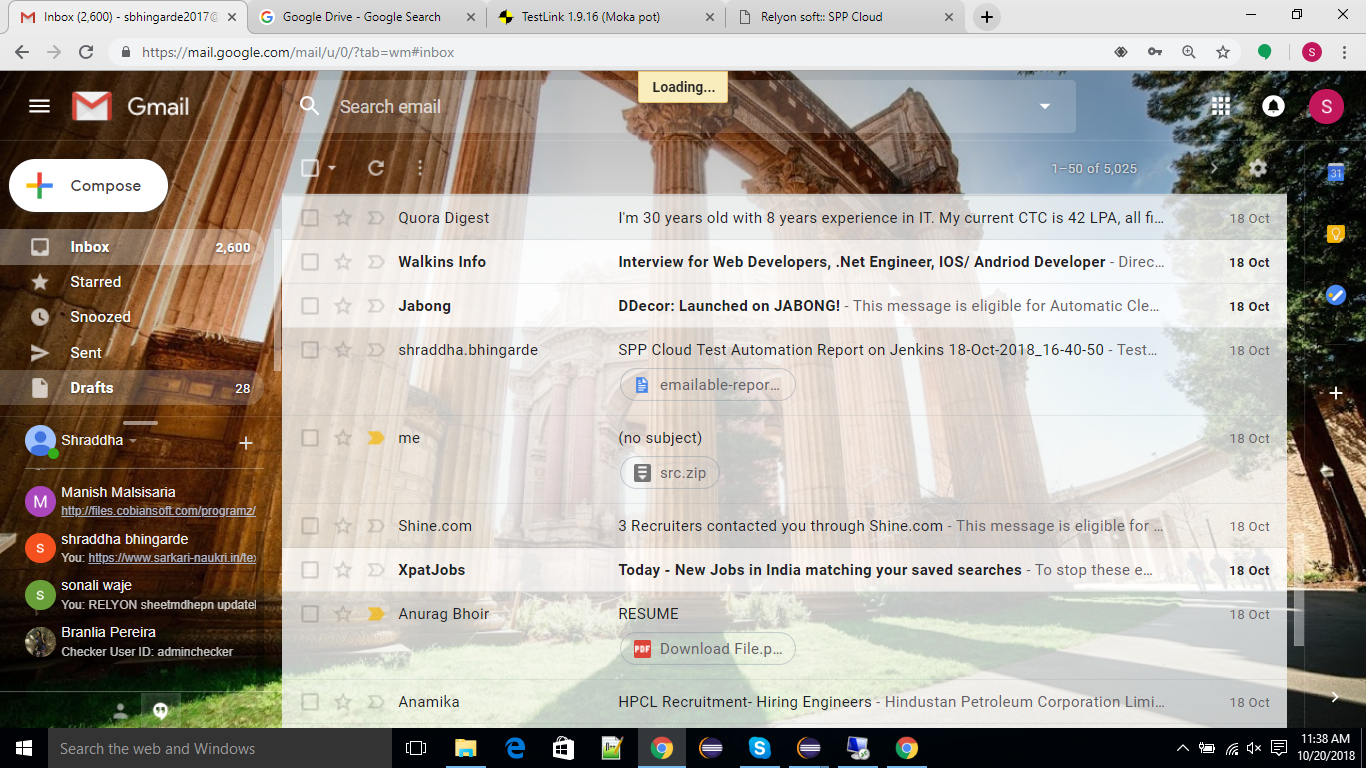 Inbox (2,600) - sbhingarde2017@
Google Drive - Google Search
TestLink 1.9.16 (Moka pot)
Relyon soft:: SPP Cloud
https://mail.google.com/mail/u/0/?tab=wm#inbox
S
Loading...
Gmail
Search email
S
Compose
1–50 of 5,025
31
Inbox 2,600
Starred
Snoozed
Sent
Drafts 28
Shraddha
M Manish Malsisaria
http://files.cobiansoft.com/programz/
s shraddha bhingarde
You: https://www.sarkari-naukri.in/te
s sonali waje
You: RELYON sheetmdhepn update
Branlia Pereira
Checker User ID: adminchecker
Quora Digest I'm 30 years old with 8 years experience in IT. My current CTC is 42 LPA, all fi... 18 Oct
Walkins Info Interview for Web Developers, .Net Engineer, IOS/ Andriod Developer - Direc... 18 Oct
Jabong DDecor: Launched on JABONG! - This message is eligible for Automatic Cle... 18 Oct
shraddha.bhingarde SPP Cloud Test Automation Report on Jenkins 18-Oct-2018_16-40-50 - Test... 18 Oct
emailable-repor...
me (no subject) 18 Oct
src.zip
Shine.com 3 Recruiters contacted you through Shine.com - This message is eligible for ... 18 Oct
XpatJobs Today - New Jobs in India matching your saved searches - To stop these e... 18 Oct
Anurag Bhoir RESUME 18 Oct
PDF Download File.p...
Anamika HPCL Recruitment- Hiring Engineers - Hindustan Petroleum Corporation Limi... 18 Oct
Search the web and Windows
11:38 AM
10/20/2018